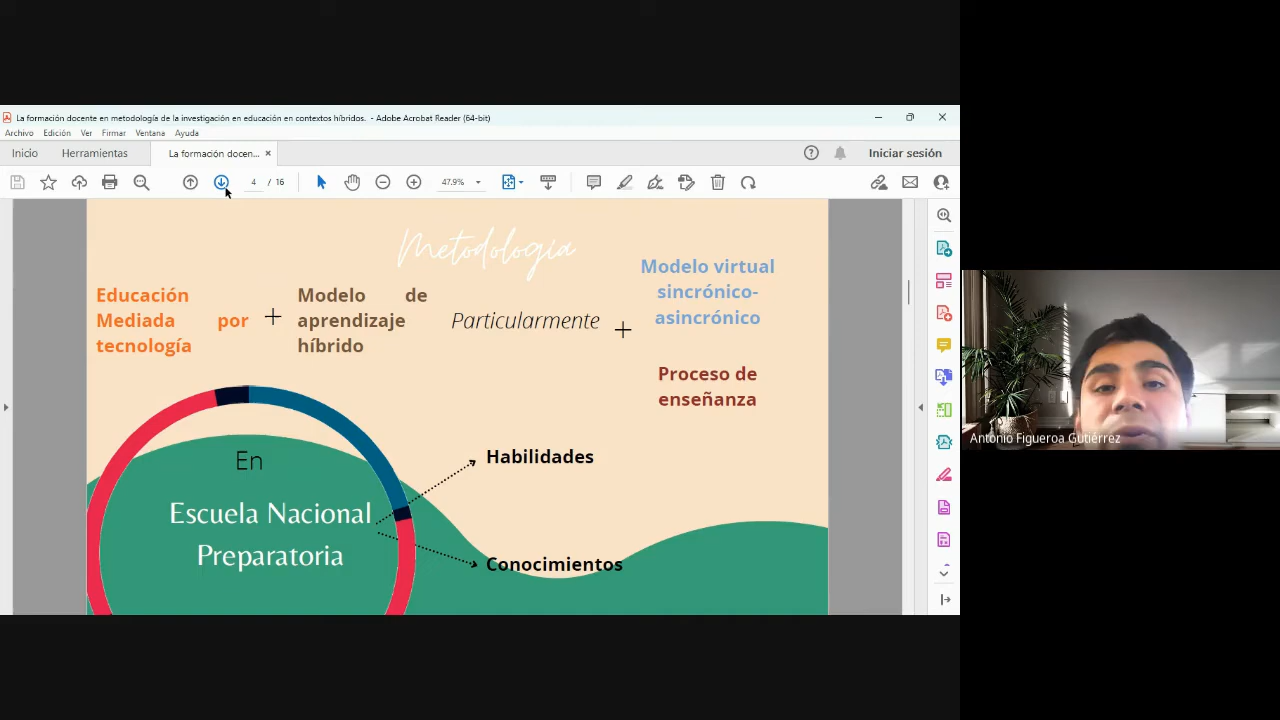 La formación docente en metodología de la investigación en educación en contextos híbridos. - Adobe Acrobat Reader (64-bit)
Archivo Edición Ver Firmar Ventana Ayuda
Inicio Herramientas La formación docen... × Iniciar sesión
4 / 16 47.9%
Metodología
Educación
Mediada por
tecnología
+
Modelo de
aprendizaje
híbrido
Particularmente
+
Modelo virtual
sincrónico-
asincrónico
Proceso de
enseñanza
En
Escuela Nacional
Preparatoria
Habilidades
Conocimientos
Antonio Figueroa Gutiérrez